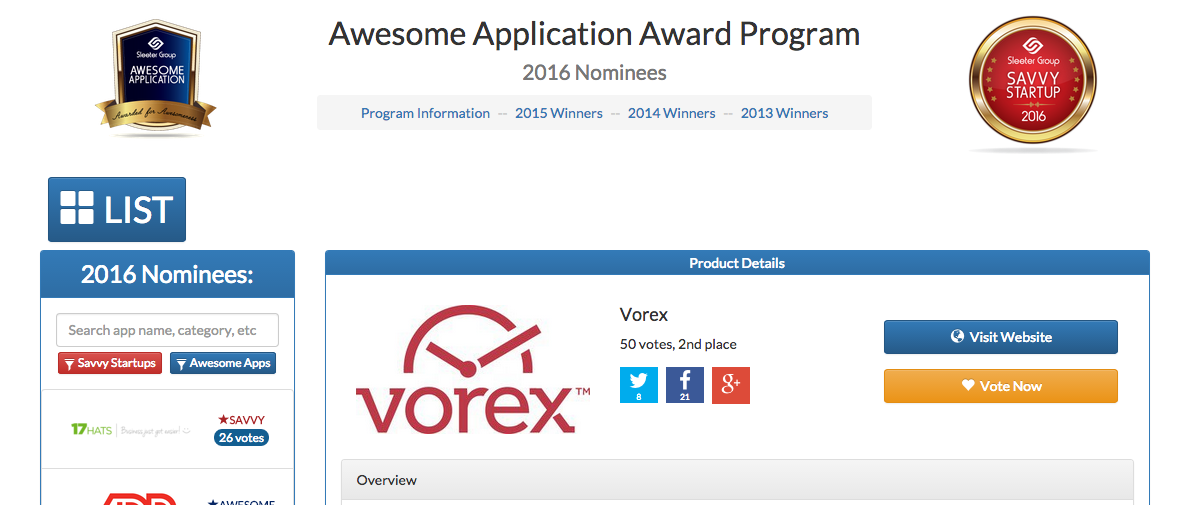 Sleeter Group
AWESOME
APPLICATION
Awarded for Awesomeness
Awesome Application Award Program
2016 Nominees
Program Information -- 2015 Winners -- 2014 Winners -- 2013 Winners
Sleeter Group
SAVVY
STARTUP
2016
LIST
2016 Nominees:
Search app name, category, etc
Savvy Startups Awesome Apps
17HATS Business just got easier!
★SAVVY
26 votes
ADP
★AWESOME
Product Details
vorex™
Vorex
50 votes, 2nd place
8
21
g+
Visit Website
Vote Now
Overview